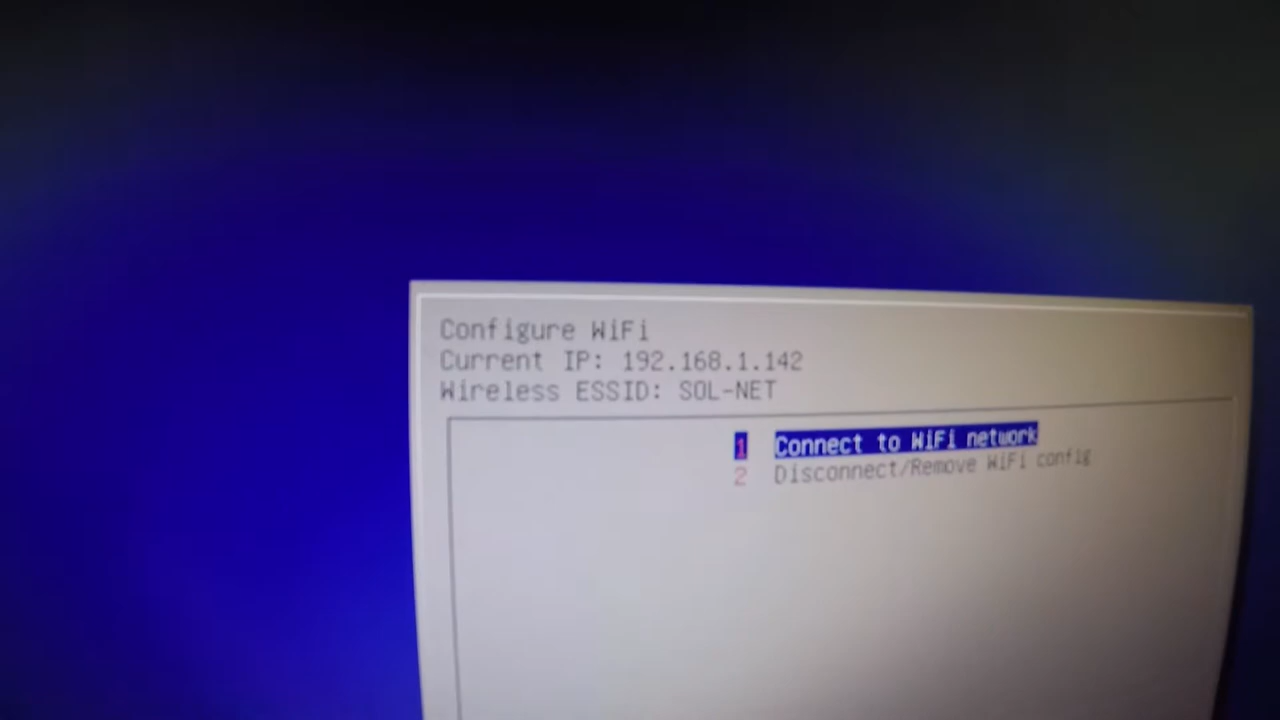 Configure WiFi
Current IP: 192.168.1.142
Wireless ESSID: SOL-NET
1 Connect to WiFi network
2 Disconnect/Remove WiFi config